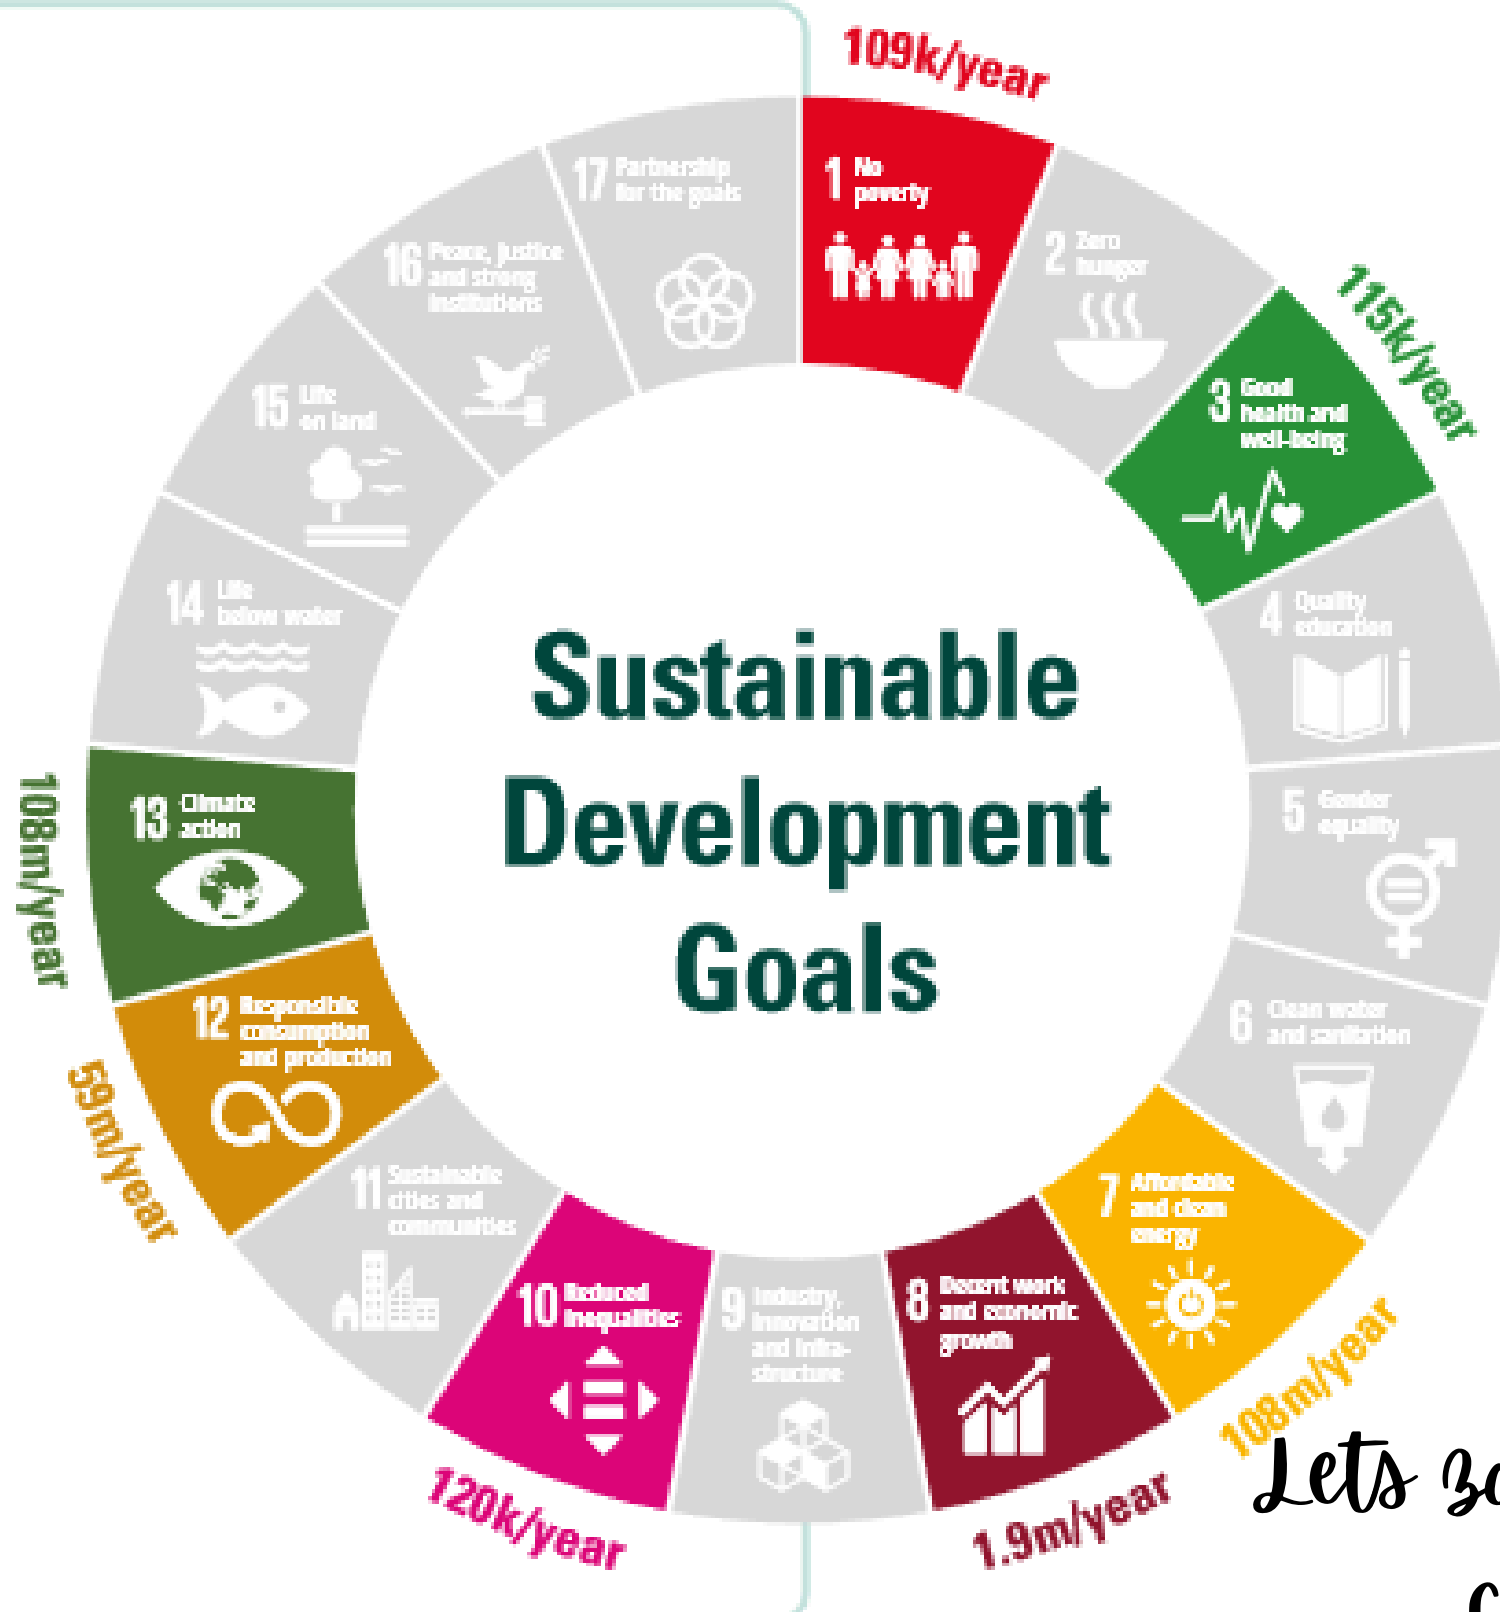 109k/year
1 No
poverty
2 Zero
hunger
115k/year
3 Good
health and
well-being
4 Quality
education
5 Gender
equality
6 Clean water
and sanitation
7 Affordable
and clean
energy
108m/year
8 Decent work
and economic
growth
1.9m/year
9 Industry,
innovation
and infra-
structure
10 Reduced
inequalities
120k/year
11 Sustainable
cities and
communities
12 Responsible
consumption
and production
59m/year
13 Climate
action
108m/year
14 Life
below water
15 Life
on land
16 Peace, justice
and strong
institutions
17 Partnership
for the goals
Sustainable
Development
Goals
Lets